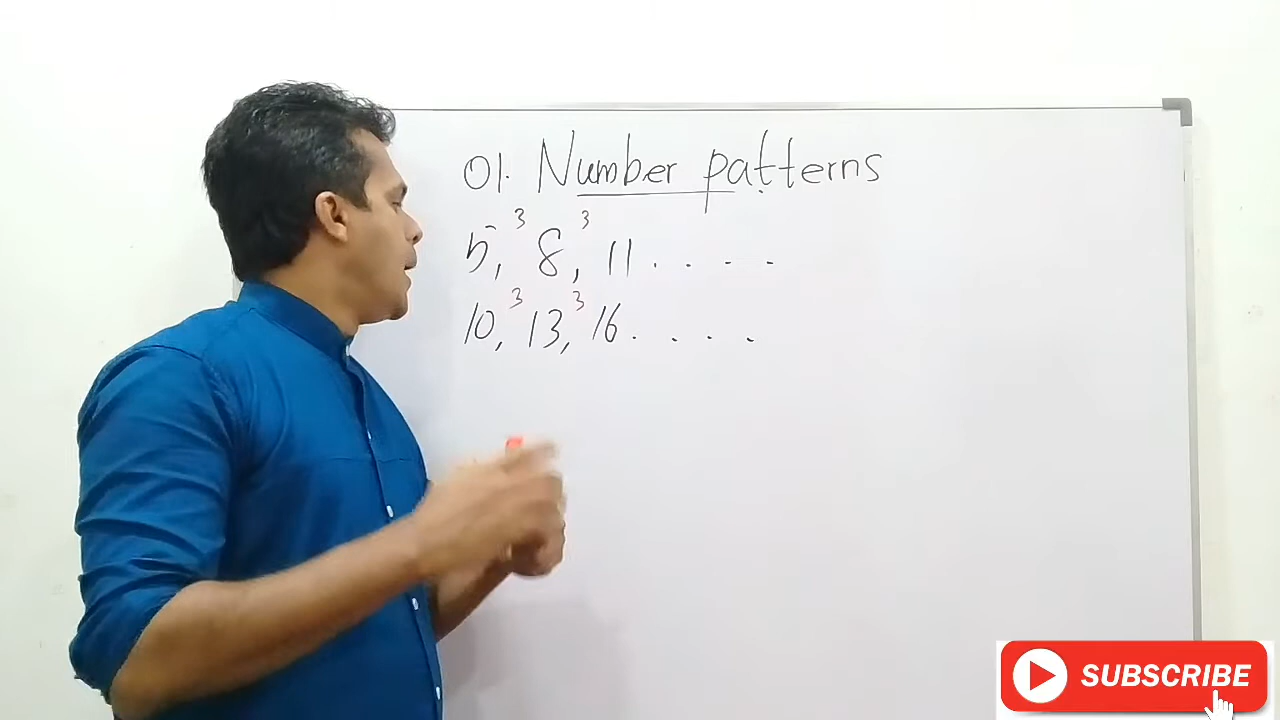 01. Number patterns
3 3
5, 8, 11 . . . .
3 3
10, 13, 16 . . . .
SUBSCRIBE